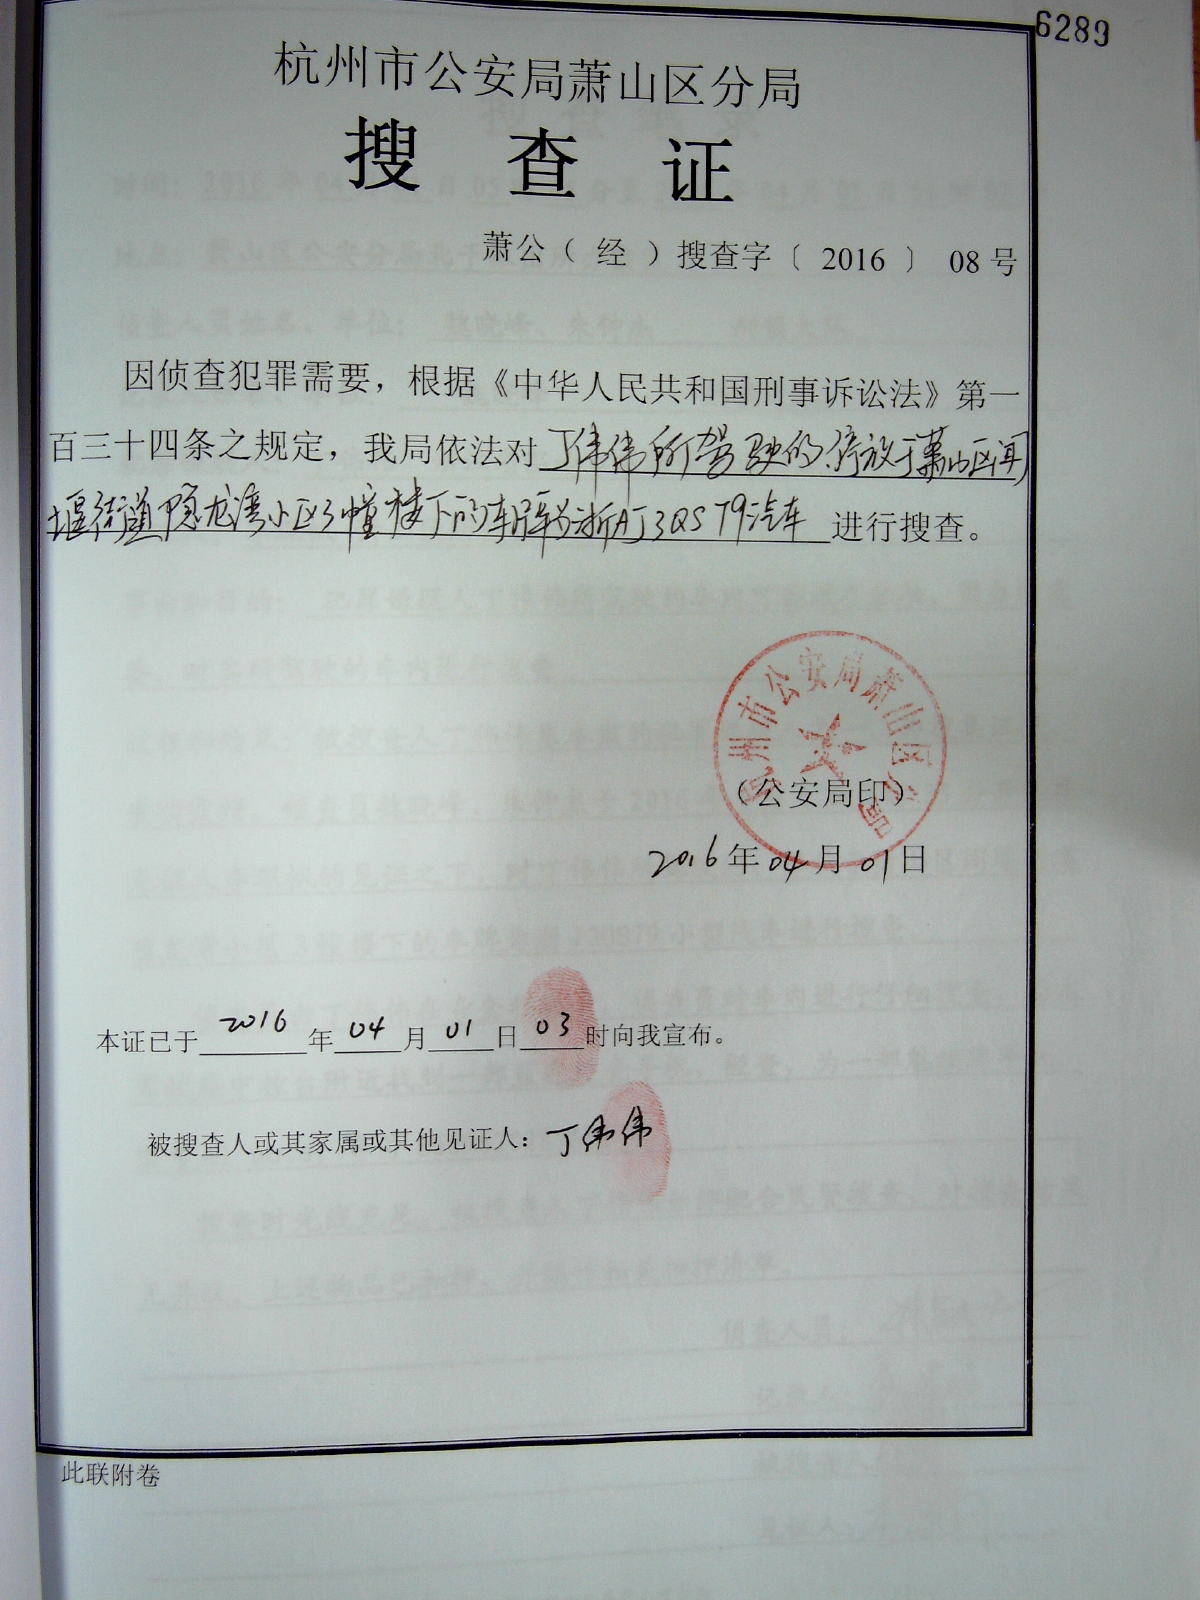 6289
杭州市公安局萧山区分局
搜 查 证
萧公（ 经 ）搜查字〔 2016 〕 08 号
因侦查犯罪需要，根据《中华人民共和国刑事诉讼法》第一
百三十四条之规定，我局依法对丁伟伟所驾驶的停放于萧山区闻
堰街道隐龙湾小区3幢楼下的车牌为浙AJ3QS79汽车进行搜查。
杭州市公安局萧山区分局
（公安局印）
2016年04月01日
本证已于2016年04月01日03时向我宣布。
被搜查人或其家属或其他见证人：丁伟伟
此联附卷